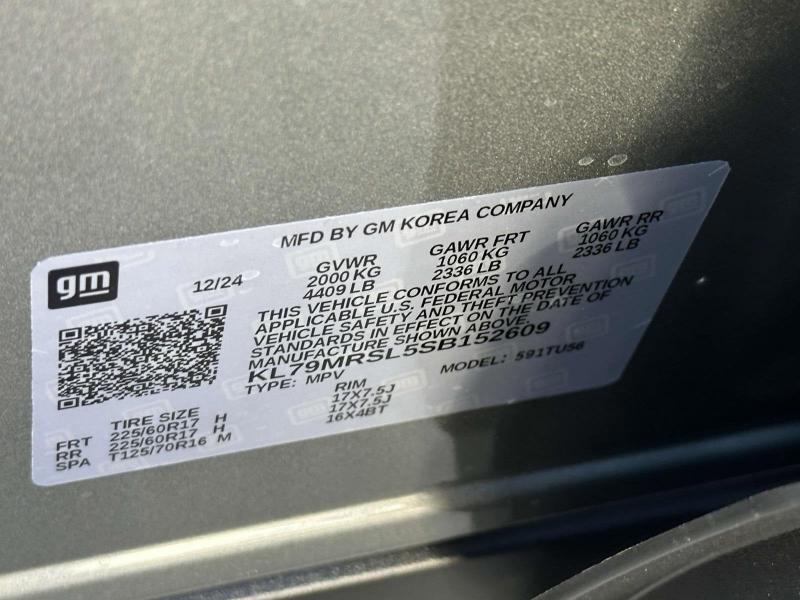 gm
MFD BY GM KOREA COMPANY
12/24
GVWR GAWR FRT GAWR RR
2000 KG 1060 KG 1060 KG
4409 LB 2336 LB 2336 LB
THIS VEHICLE CONFORMS TO ALL
APPLICABLE U.S. FEDERAL MOTOR
VEHICLE SAFETY AND THEFT PREVENTION
STANDARDS IN EFFECT ON THE DATE OF
MANUFACTURE SHOWN ABOVE.
KL79MRSL5SB152609
TYPE: MPV MODEL: 591TU56
TIRE SIZE RIM
FRT 225/60R17 H 17X7.5J
RR 225/60R17 H 17X7.5J
SPA T125/70R16 M 16X4BT